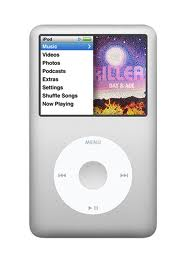 iPod
Music
Videos
Photos
Podcasts
Extras
Settings
Shuffle Songs
Now Playing
KILLER
DAY & AGE
MENU